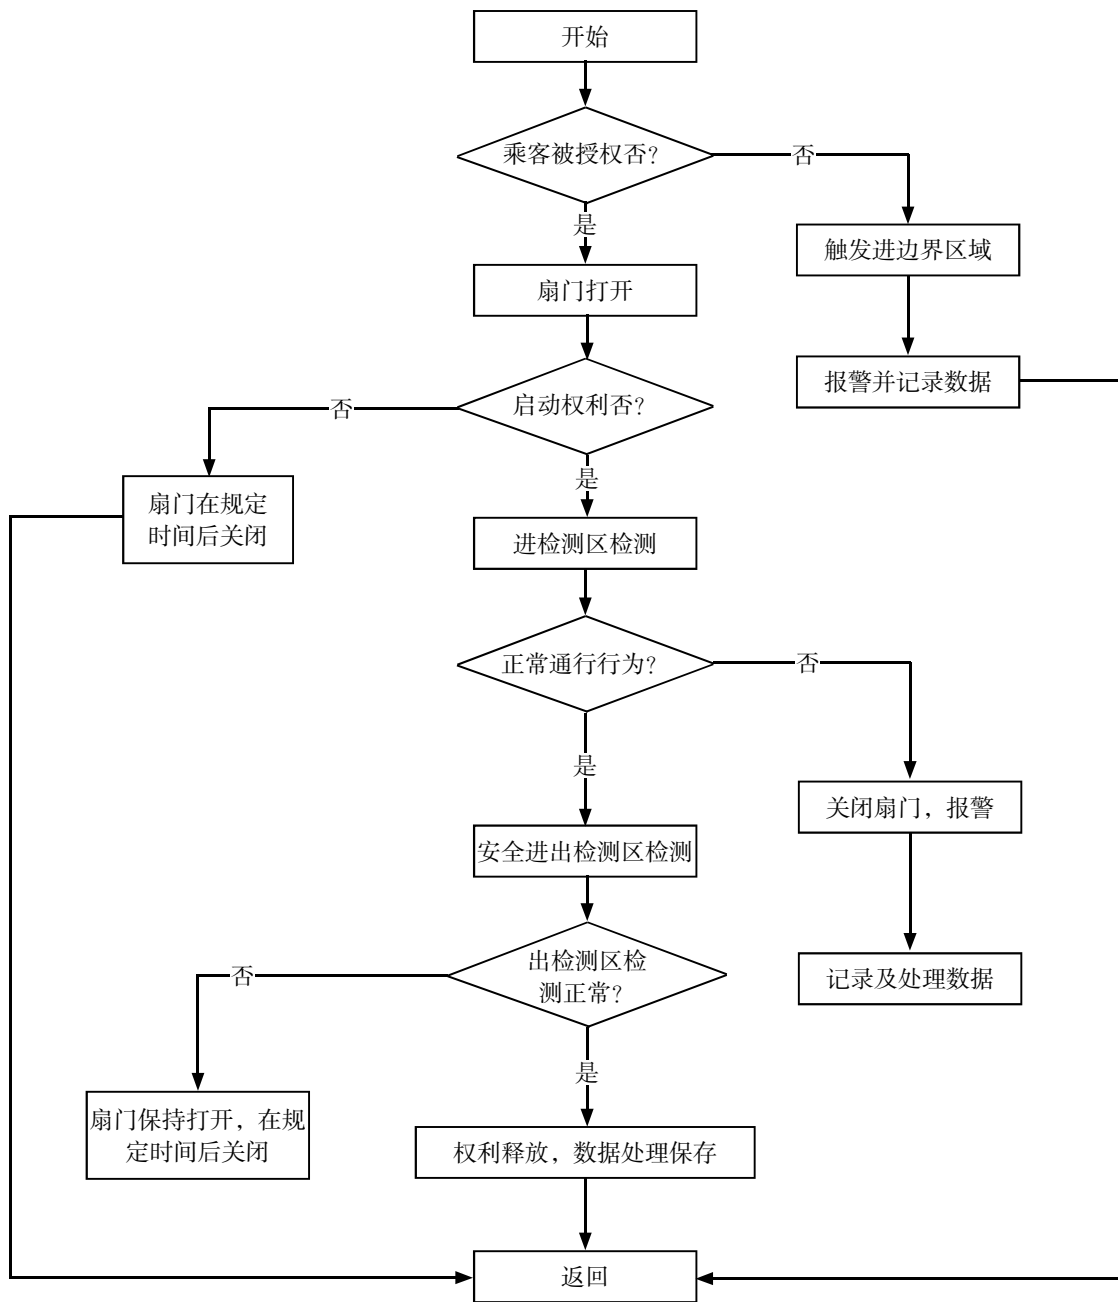 开始
乘客被授权否?
否
是
触发进边界区域
扇门打开
报警并记录数据
启动权利否?
否
是
扇门在规定
时间后关闭
进检测区检测
正常通行行为?
否
是
关闭扇门，报警
安全进出检测区检测
出检测区检
测正常?
否
记录及处理数据
是
扇门保持打开，在规
定时间后关闭
权利释放，数据处理保存
返回